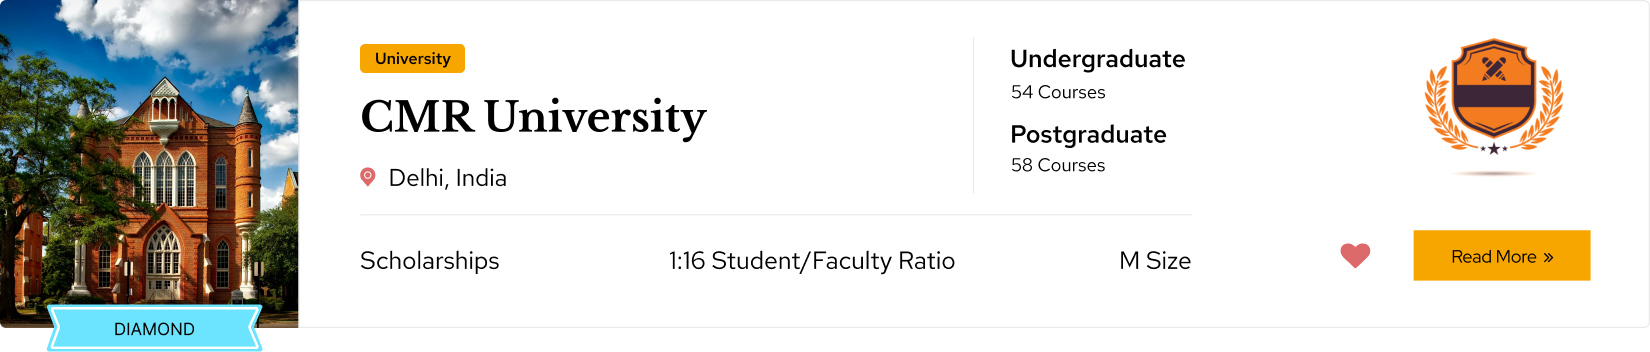 University
CMR University
Delhi, India
Undergraduate
54 Courses
Postgraduate
58 Courses
Scholarships
1:16 Student/Faculty Ratio
M Size
Read More »
DIAMOND